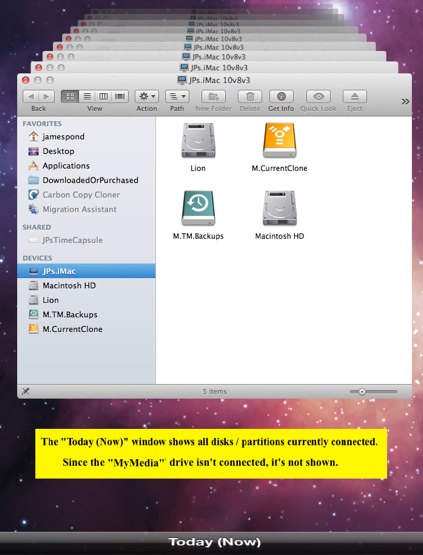 JPs.iMac 10v8v3
JPs.iMac 10v8v3
JPs.iMac 10v8v3
JPs.iMac 10v8v3
JPs.iMac 10v8v3
JPs.iMac 10v8v3
Back View Action Path New Folder Delete Get Info Quick Look Eject
FAVORITES
jamespond
Desktop
Applications
DownloadedOrPurchased
Carbon Copy Cloner
Migration Assistant
SHARED
JPsTimeCapsule
DEVICES
JPs.iMac
Macintosh HD
Lion
M.TM.Backups
M.CurrentClone
Lion M.CurrentClone
M.TM.Backups Macintosh HD
5 items
The "Today (Now)" window shows all disks / partitions currently connected.
Since the "MyMedia" drive isn't connected, it's not shown.
Today (Now)